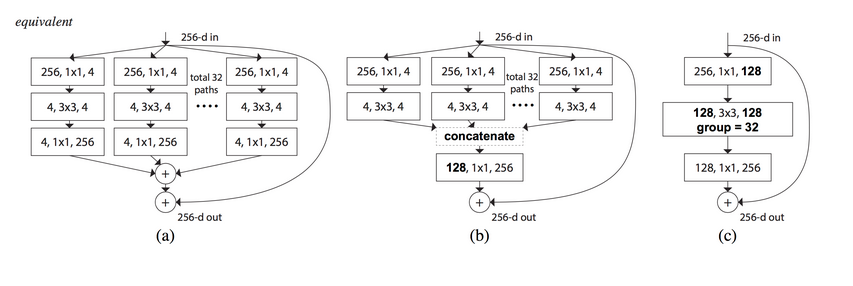 equivalent
256-d in
256, 1x1, 4
256, 1x1, 4
256, 1x1, 4
total 32
paths
4, 3x3, 4
4, 3x3, 4
....
4, 3x3, 4
4, 1x1, 256
4, 1x1, 256
4, 1x1, 256
+
+
256-d out
(a)
256-d in
256, 1x1, 4
256, 1x1, 4
256, 1x1, 4
total 32
paths
4, 3x3, 4
4, 3x3, 4
....
4, 3x3, 4
concatenate
128, 1x1, 256
+
256-d out
(b)
256-d in
256, 1x1, 128
128, 3x3, 128
group = 32
128, 1x1, 256
+
256-d out
(c)